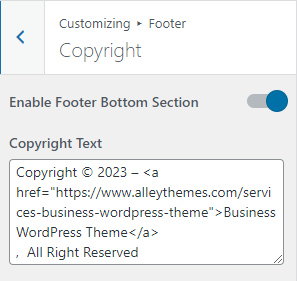 Customizing ▸ Footer
Copyright
Enable Footer Bottom Section
Copyright Text
Copyright © 2023 – <a
href="https://www.alleythemes.com/servi
ces-business-wordpress-theme">Business
WordPress Theme</a>
,  All Right Reserved